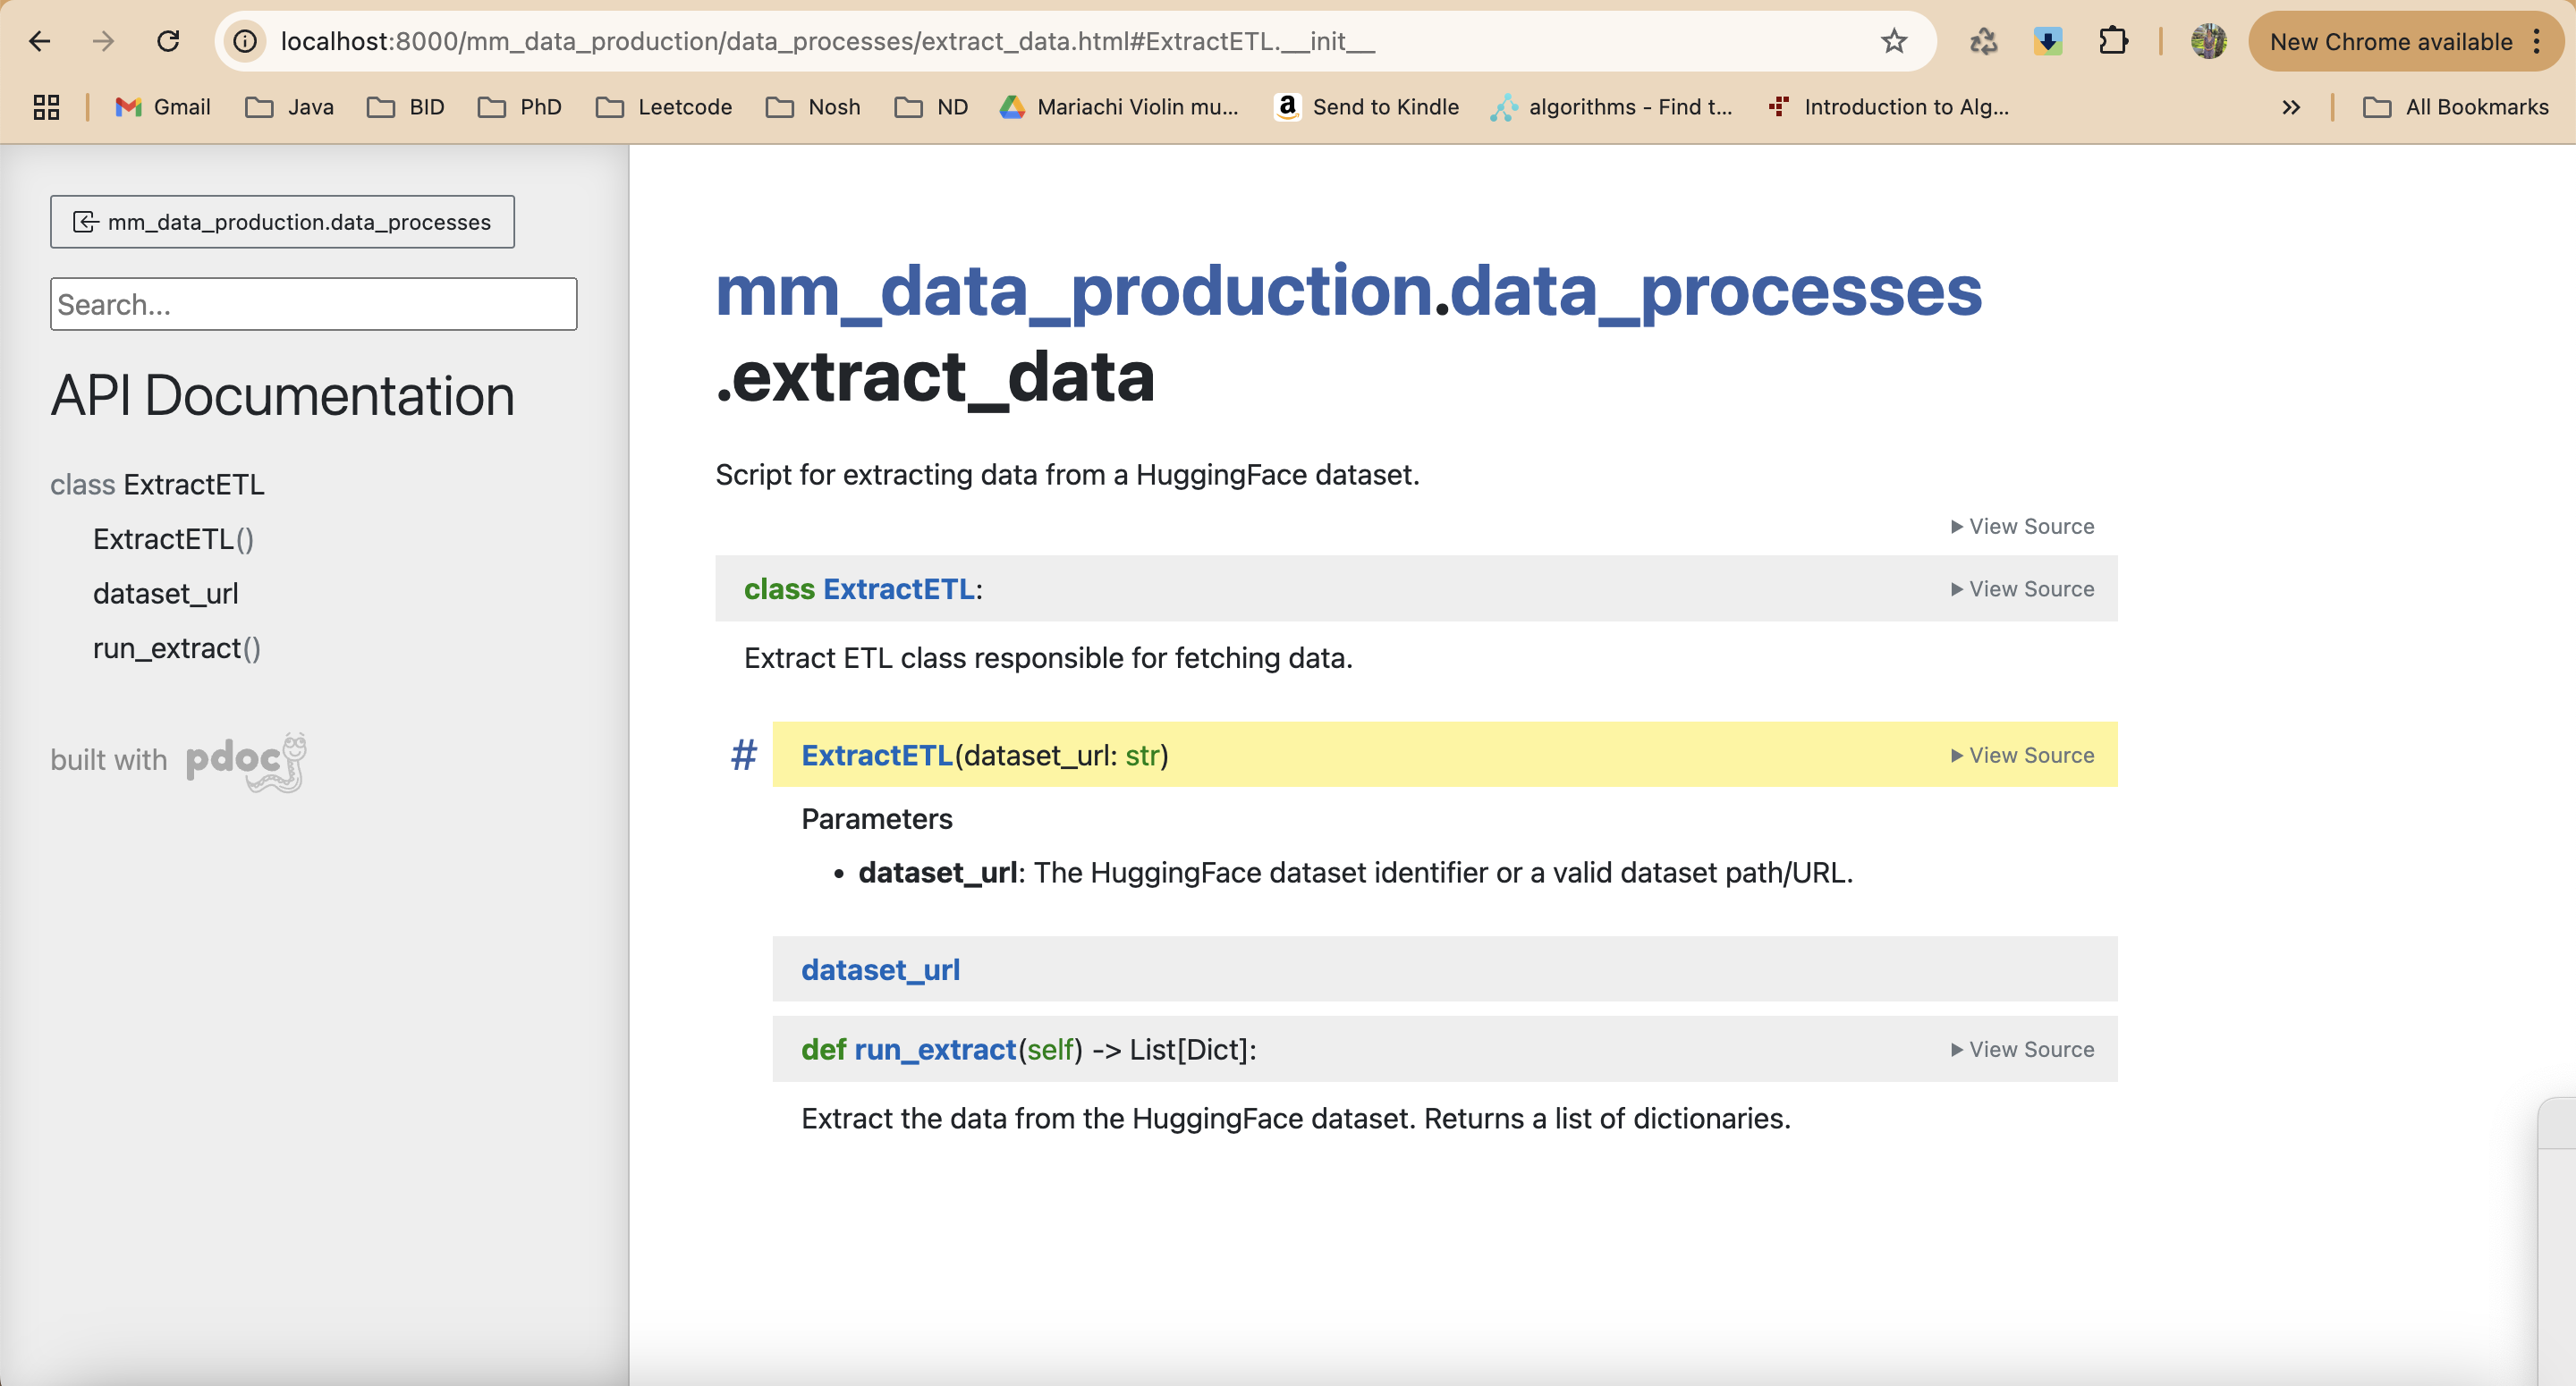 localhost:8000/mm_data_production/data_processes/extract_data.html#ExtractETL.__init__
New Chrome available
Gmail
Java
BID
PhD
Leetcode
Nosh
ND
Mariachi Violin mu...
Send to Kindle
algorithms - Find t...
Introduction to Alg...
All Bookmarks
mm_data_production.data_processes
Search...
API Documentation
class ExtractETL
ExtractETL()
dataset_url
run_extract()
built with pdoc
mm_data_production.data_processes
.extract_data
Script for extracting data from a HuggingFace dataset.
View Source
class ExtractETL:
View Source
Extract ETL class responsible for fetching data.
# ExtractETL(dataset_url: str)
View Source
Parameters
• dataset_url: The HuggingFace dataset identifier or a valid dataset path/URL.
dataset_url
def run_extract(self) -> List[Dict]:
View Source
Extract the data from the HuggingFace dataset. Returns a list of dictionaries.